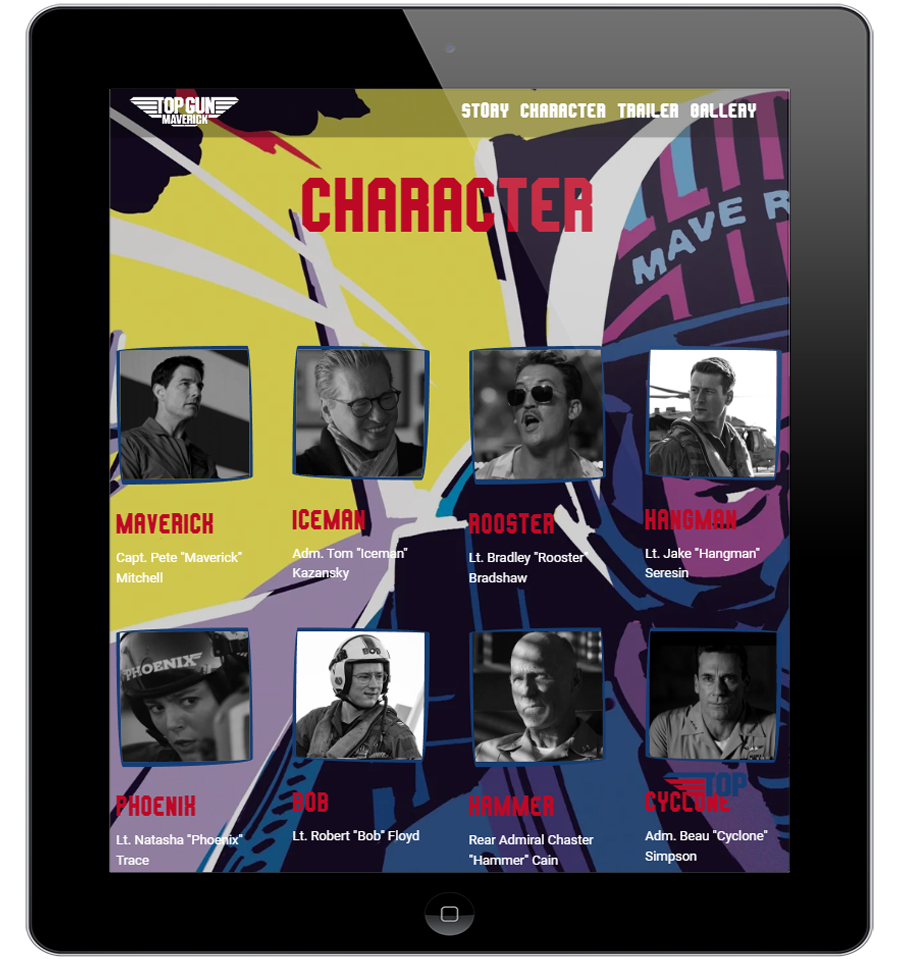 TOP GUN
MAVERICK
STORY CHARACTER TRAILER GALLERY
CHARACTER
MAVE R
MAVERICK
Capt. Pete "Maverick"
Mitchell
ICEMAN
Adm. Tom "Iceman"
Kazansky
ROOSTER
Lt. Bradley "Rooster"
Bradshaw
HANGMAN
Lt. Jake "Hangman"
Seresin
PHOENIX
BOB
PHOENIX
Lt. Natasha "Phoenix"
Trace
BOB
Lt. Robert "Bob" Floyd
HAMMER
Rear Admiral Chaster
"Hammer" Cain
TOP
CYCLONE
Adm. Beau "Cyclone"
Simpson